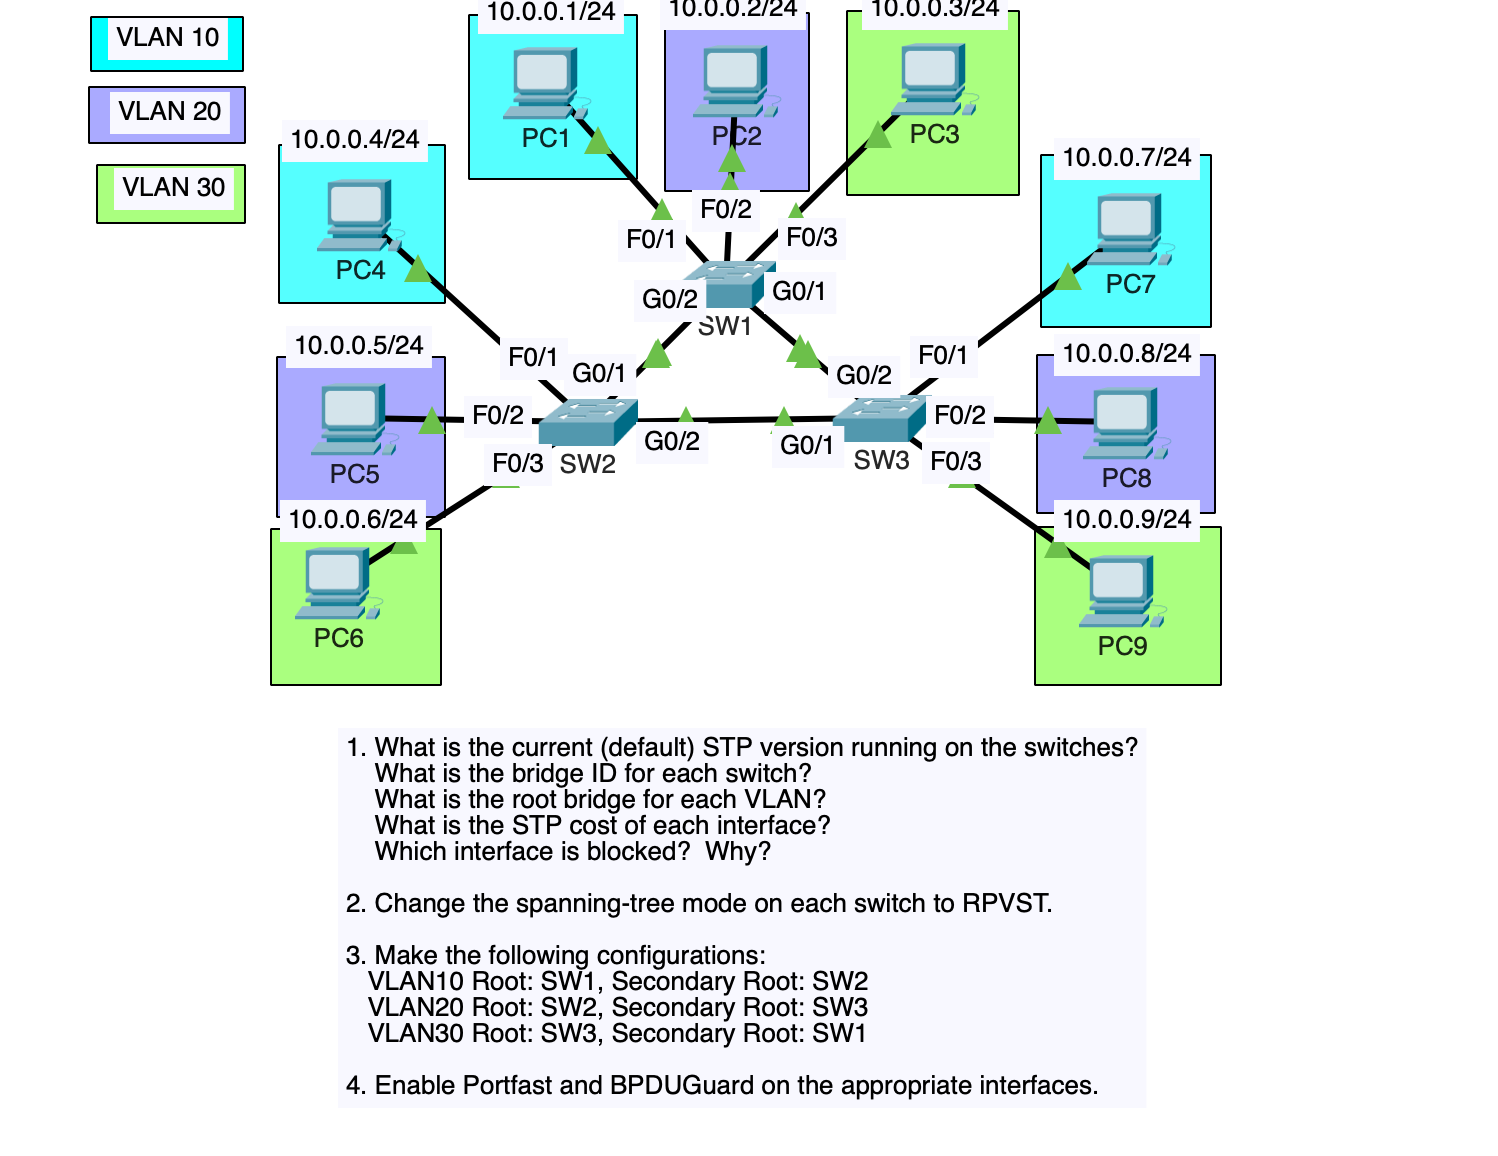 10.0.0.1/24
10.0.0.2/24
10.0.0.3/24
VLAN 10
VLAN 20
VLAN 30
PC1
PC2
PC3
10.0.0.4/24
10.0.0.7/24
F0/1
F0/2
F0/3
PC4
PC7
G0/2
G0/1
SW1
10.0.0.5/24
F0/1
G0/1
G0/2
F0/1
10.0.0.8/24
F0/2
F0/2
G0/2
G0/1
PC5
F0/3
SW2
SW3
F0/3
PC8
10.0.0.6/24
10.0.0.9/24
PC6
PC9
1. What is the current (default) STP version running on the switches?
What is the bridge ID for each switch?
What is the root bridge for each VLAN?
What is the STP cost of each interface?
Which interface is blocked?  Why?
2. Change the spanning-tree mode on each switch to RPVST.
3. Make the following configurations:
VLAN10 Root: SW1, Secondary Root: SW2
VLAN20 Root: SW2, Secondary Root: SW3
VLAN30 Root: SW3, Secondary Root: SW1
4. Enable Portfast and BPDUGuard on the appropriate interfaces.